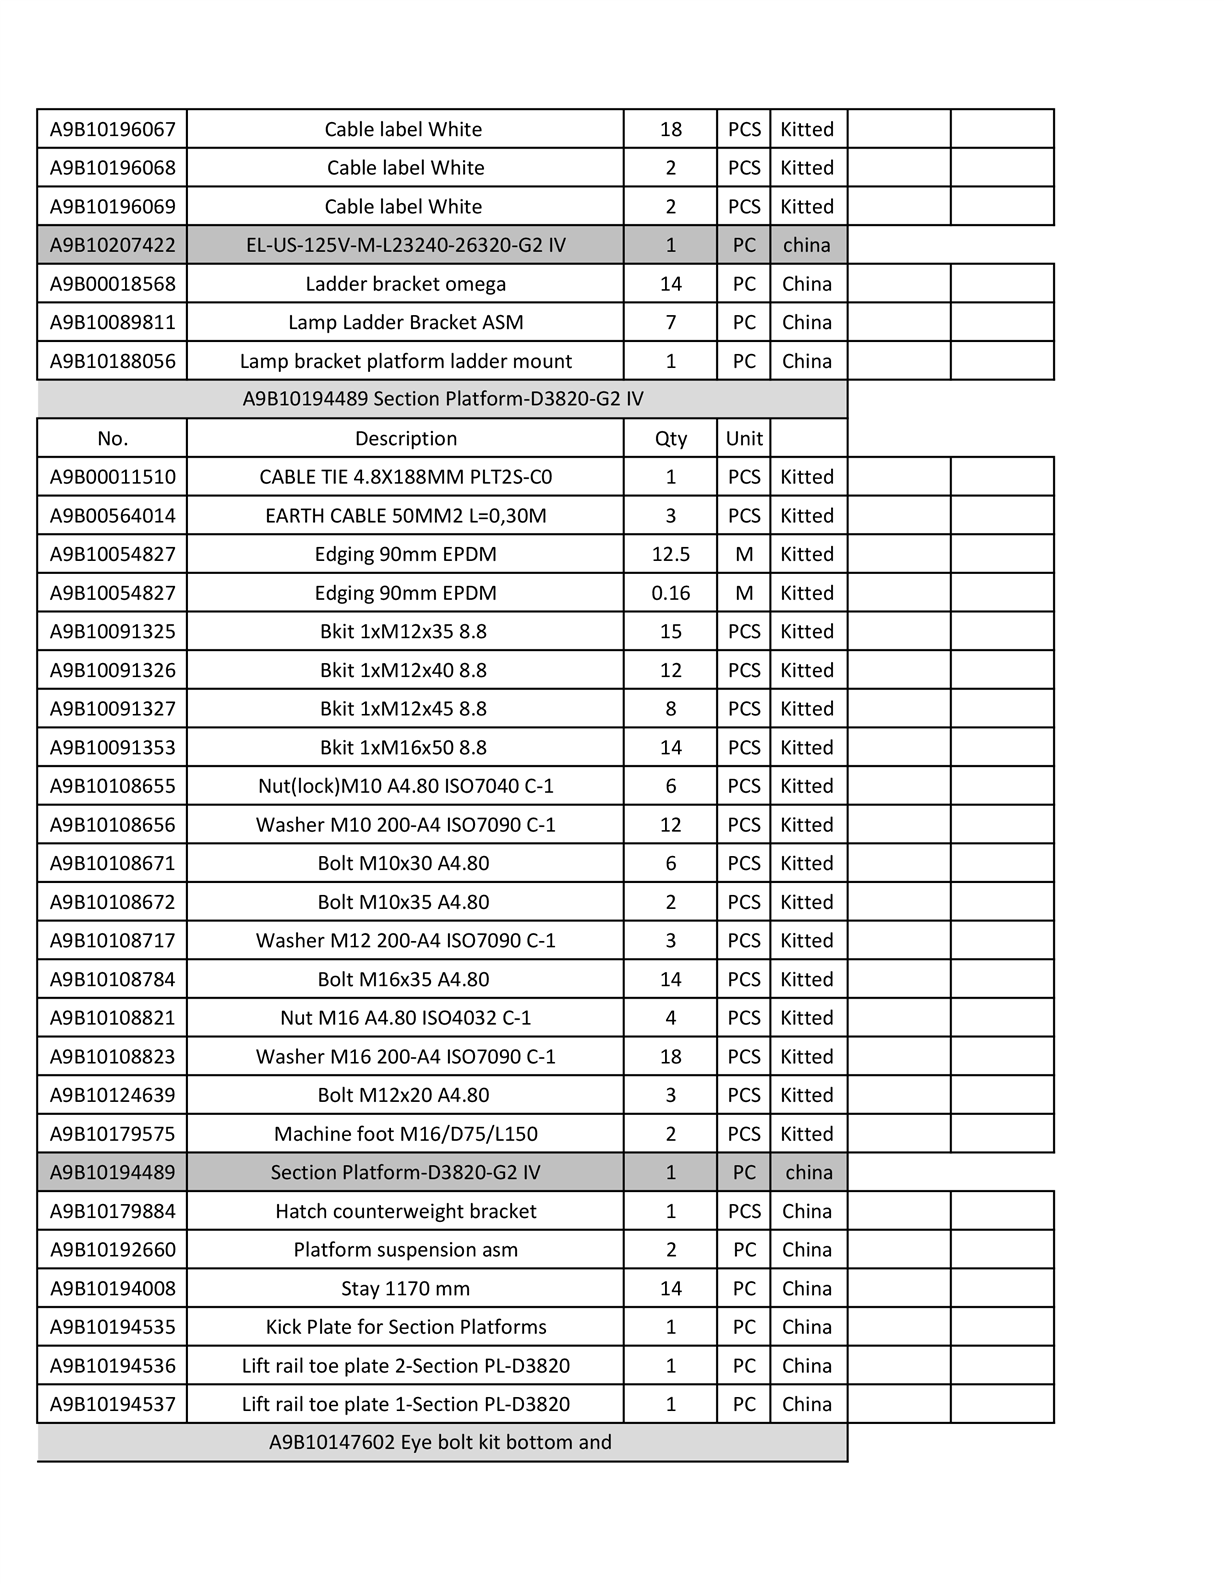 A9B10196067 Cable label White 18 PCS Kitted
A9B10196068 Cable label White 2 PCS Kitted
A9B10196069 Cable label White 2 PCS Kitted
A9B10207422 EL-US-125V-M-L23240-26320-G2 IV 1 PC china
A9B00018568 Ladder bracket omega 14 PC China
A9B10089811 Lamp Ladder Bracket ASM 7 PC China
A9B10188056 Lamp bracket platform ladder mount 1 PC China
A9B10194489 Section Platform-D3820-G2 IV
No. Description Qty Unit
A9B00011510 CABLE TIE 4.8X188MM PLT2S-C0 1 PCS Kitted
A9B00564014 EARTH CABLE 50MM2 L=0,30M 3 PCS Kitted
A9B10054827 Edging 90mm EPDM 12.5 M Kitted
A9B10054827 Edging 90mm EPDM 0.16 M Kitted
A9B10091325 Bkit 1xM12x35 8.8 15 PCS Kitted
A9B10091326 Bkit 1xM12x40 8.8 12 PCS Kitted
A9B10091327 Bkit 1xM12x45 8.8 8 PCS Kitted
A9B10091353 Bkit 1xM16x50 8.8 14 PCS Kitted
A9B10108655 Nut(lock)M10 A4.80 ISO7040 C-1 6 PCS Kitted
A9B10108656 Washer M10 200-A4 ISO7090 C-1 12 PCS Kitted
A9B10108671 Bolt M10x30 A4.80 6 PCS Kitted
A9B10108672 Bolt M10x35 A4.80 2 PCS Kitted
A9B10108717 Washer M12 200-A4 ISO7090 C-1 3 PCS Kitted
A9B10108784 Bolt M16x35 A4.80 14 PCS Kitted
A9B10108821 Nut M16 A4.80 ISO4032 C-1 4 PCS Kitted
A9B10108823 Washer M16 200-A4 ISO7090 C-1 18 PCS Kitted
A9B10124639 Bolt M12x20 A4.80 3 PCS Kitted
A9B10179575 Machine foot M16/D75/L150 2 PCS Kitted
A9B10194489 Section Platform-D3820-G2 IV 1 PC china
A9B10179884 Hatch counterweight bracket 1 PCS China
A9B10192660 Platform suspension asm 2 PC China
A9B10194008 Stay 1170 mm 14 PC China
A9B10194535 Kick Plate for Section Platforms 1 PC China
A9B10194536 Lift rail toe plate 2-Section PL-D3820 1 PC China
A9B10194537 Lift rail toe plate 1-Section PL-D3820 1 PC China
A9B10147602 Eye bolt kit bottom and